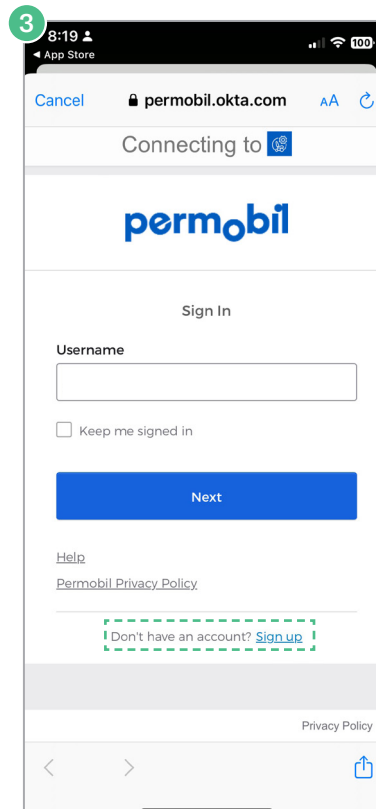 3
8:19
100
◀ App Store
Cancel
permobil.okta.com
AA
Connecting to
permobil
Sign In
Username
Keep me signed in
Next
Help
Permobil Privacy Policy
Don't have an account? Sign up
Privacy Policy